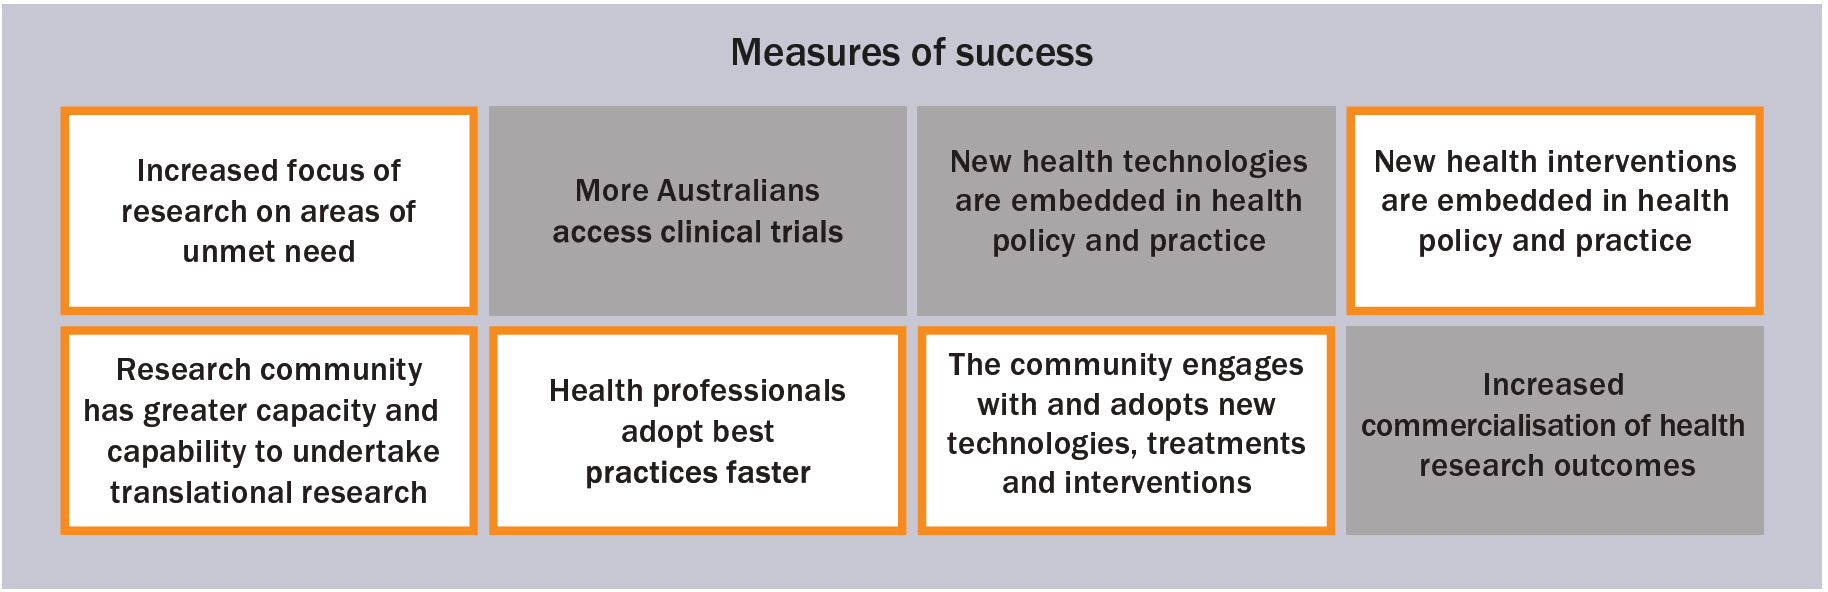 Measures of success
Increased focus of
research on areas of
unmet need
More Australians
access clinical trials
New health technologies
are embedded in health
policy and practice
New health interventions
are embedded in health
policy and practice
Research community
has greater capacity and
capability to undertake
translational research
Health professionals
adopt best
practices faster
The community engages
with and adopts new
technologies, treatments
and interventions
Increased
commercialisation of health
research outcomes